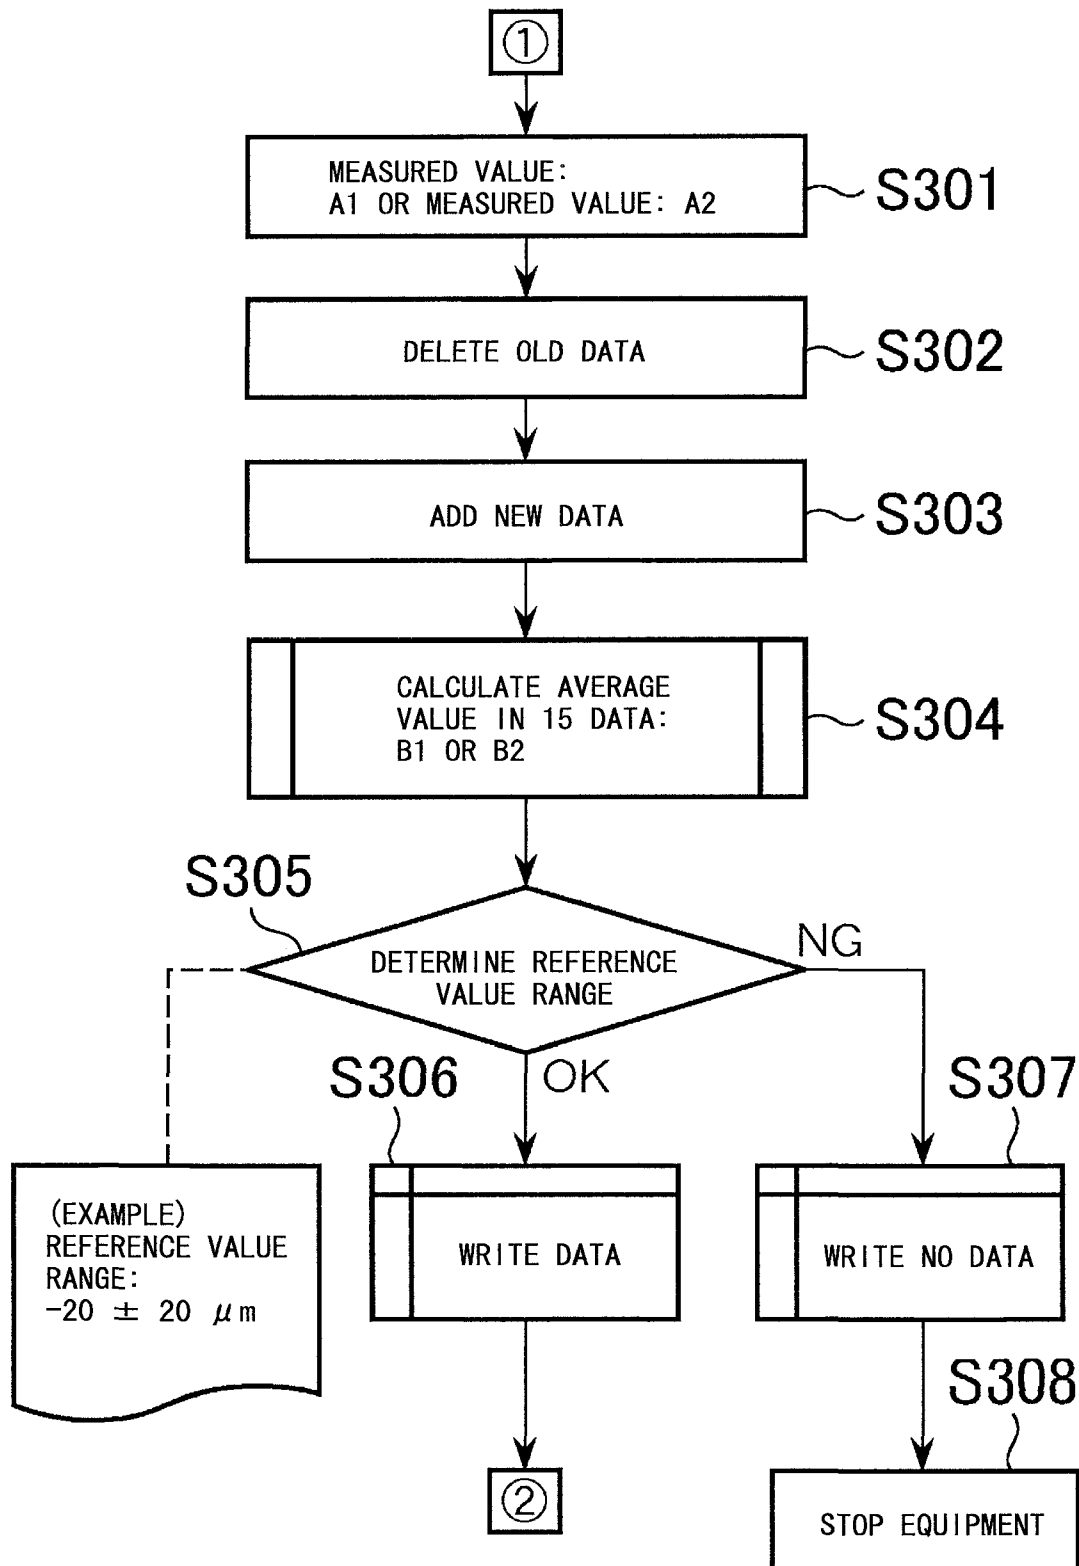 ①
MEASURED VALUE:
A1 OR MEASURED VALUE: A2
S301
DELETE OLD DATA
S302
ADD NEW DATA
S303
CALCULATE AVERAGE
VALUE IN 15 DATA:
B1 OR B2
S304
S305
DETERMINE REFERENCE
VALUE RANGE
NG
OK
S306
S307
(EXAMPLE)
REFERENCE VALUE
RANGE:
-20 ± 20 μm
WRITE DATA
WRITE NO DATA
S308
②
STOP EQUIPMENT